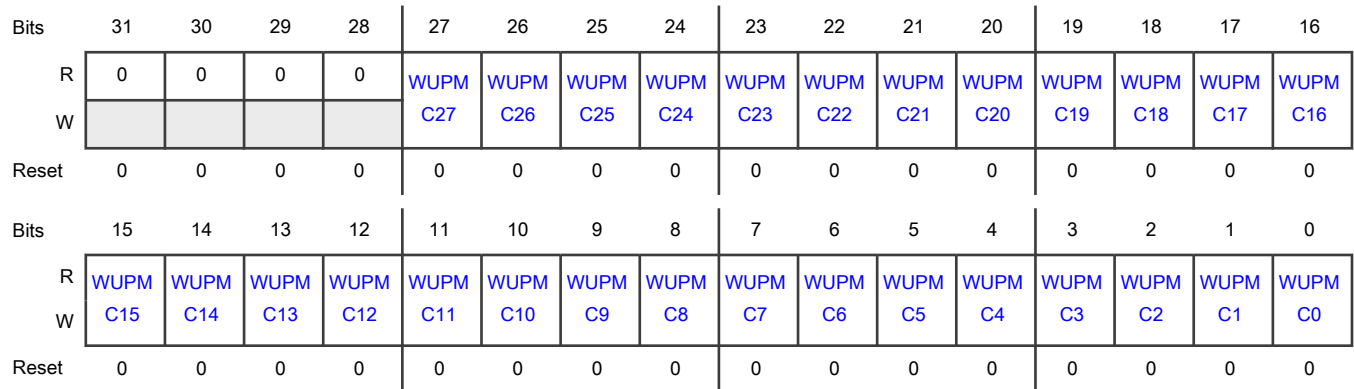 Bits 31 30 29 28 27 26 25 24 23 22 21 20 19 18 17 16
R 0 0 0 0 WUPM WUPM WUPM WUPM WUPM WUPM WUPM WUPM WUPM WUPM WUPM WUPM
W C27 C26 C25 C24 C23 C22 C21 C20 C19 C18 C17 C16
Reset 0 0 0 0 0 0 0 0 0 0 0 0 0 0 0 0
Bits 15 14 13 12 11 10 9 8 7 6 5 4 3 2 1 0
R WUPM WUPM WUPM WUPM WUPM WUPM WUPM WUPM WUPM WUPM WUPM WUPM WUPM WUPM WUPM WUPM
W C15 C14 C13 C12 C11 C10 C9 C8 C7 C6 C5 C4 C3 C2 C1 C0
Reset 0 0 0 0 0 0 0 0 0 0 0 0 0 0 0 0